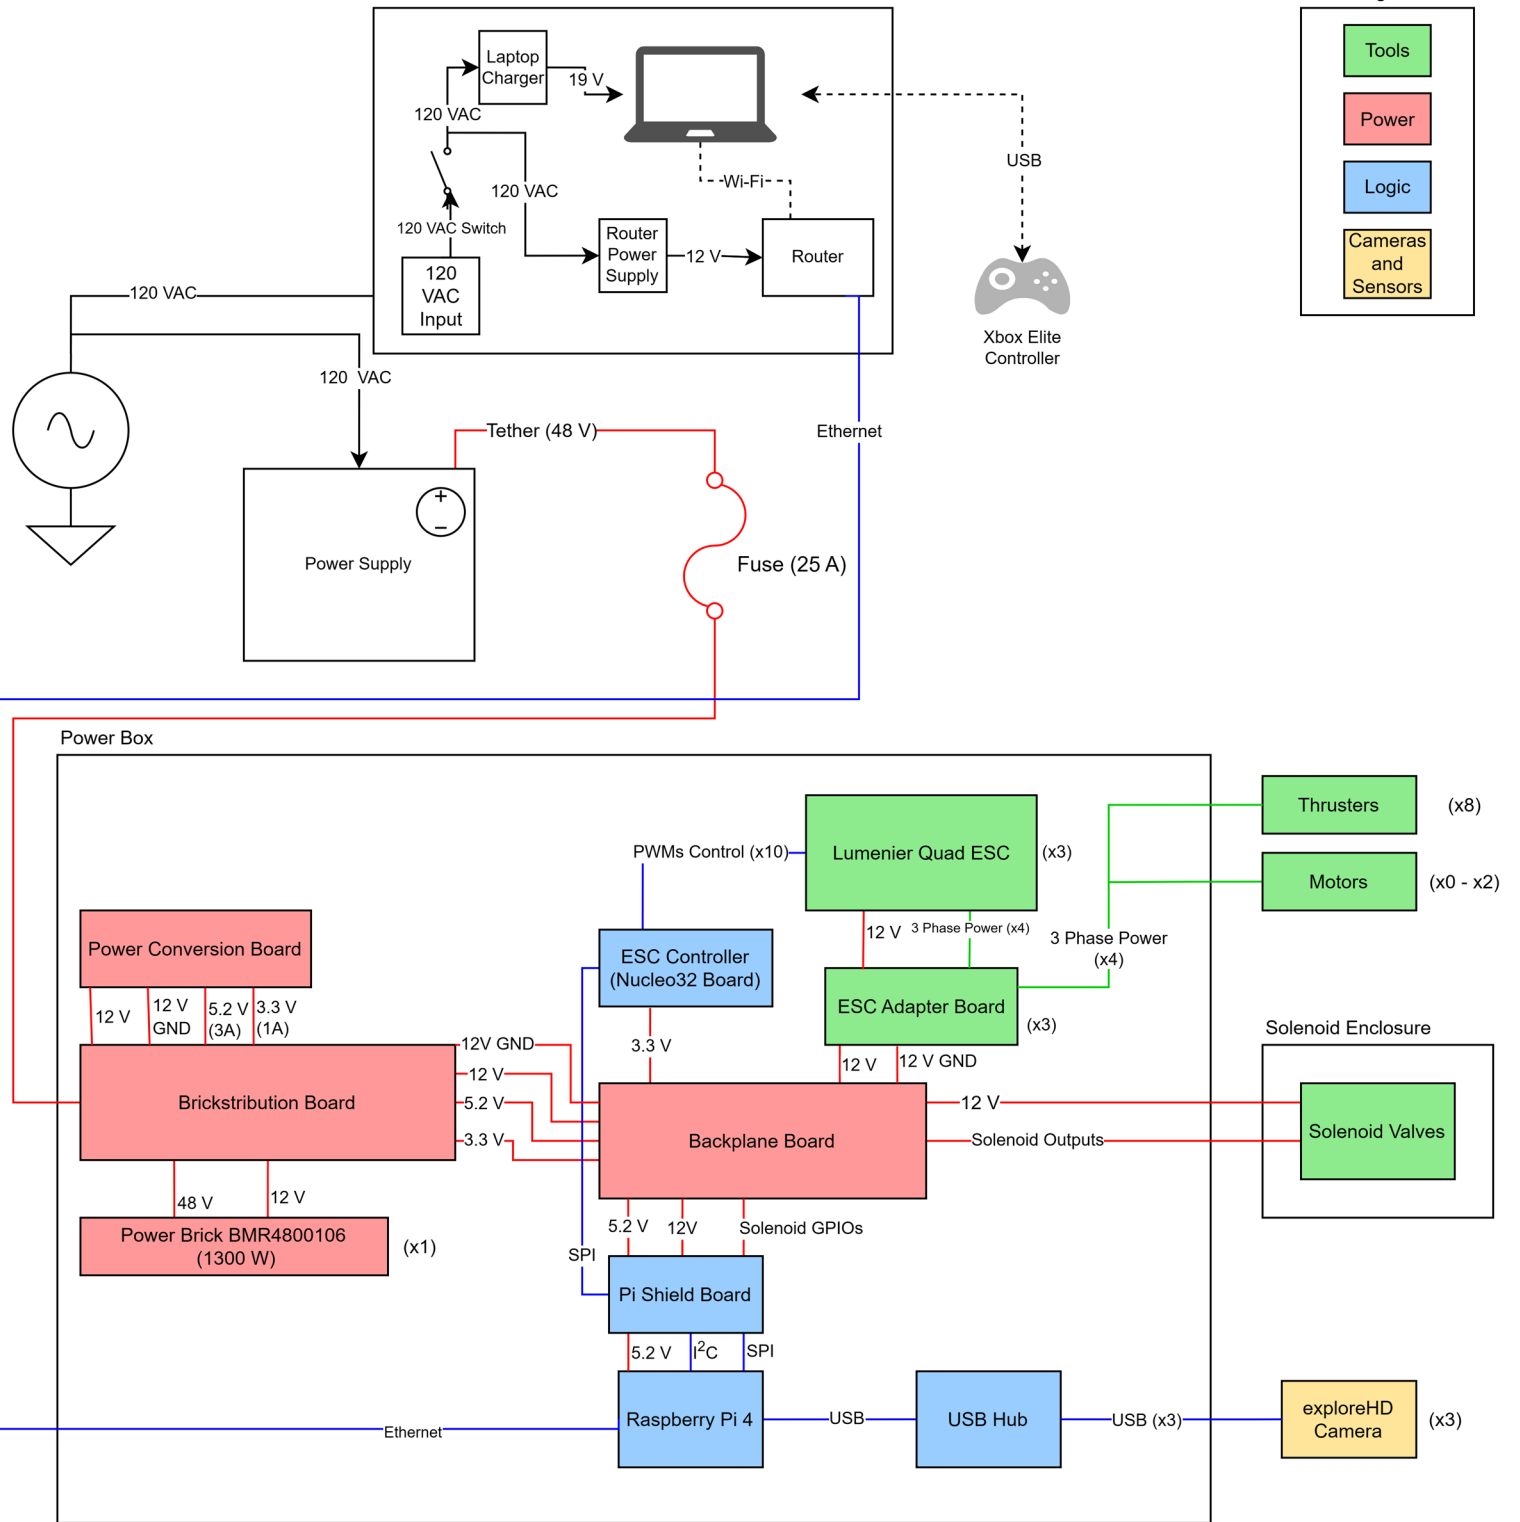 Laptop
Charger
19 V
120 VAC
120 VAC
120 VAC Switch
120
VAC
Input
Router
Power
Supply
12 V
Router
Wi-Fi
USB
Xbox Elite
Controller
Tools
Power
Logic
Cameras
and
Sensors
120 VAC
120 VAC
Tether (48 V)
Ethernet
Power Supply
Fuse (25 A)
Power Box
Thrusters
(x8)
Motors
(x0 - x2)
PWMs Control (x10)
Lumenier Quad ESC
(x3)
12 V
3 Phase Power (x4)
3 Phase Power
(x4)
Power Conversion Board
ESC Controller
(Nucleo32 Board)
ESC Adapter Board
(x3)
12 V
12 V
GND
5.2 V
(3A)
3.3 V
(1A)
3.3 V
12 V
12 V GND
Brickstribution Board
12V GND
12 V
5.2 V
3.3 V
Backplane Board
12 V
Solenoid Outputs
Solenoid Enclosure
Solenoid Valves
48 V
12 V
Power Brick BMR4800106
(1300 W)
(x1)
5.2 V
12V
Solenoid GPIOs
SPI
Pi Shield Board
5.2 V
I²C
SPI
Raspberry Pi 4
USB
USB Hub
USB (x3)
exploreHD
Camera
(x3)
Ethernet